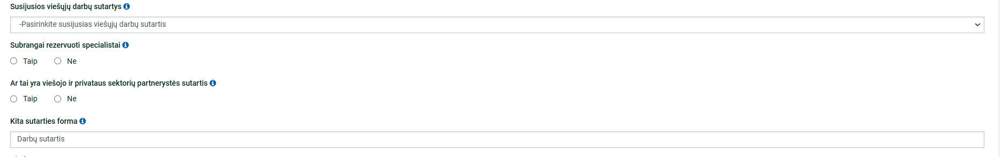 Susijusios viešųjų darbų sutartys
-Pasirinkite susijusias viešųjų darbų sutartis
Subrangai rezervuoti specialistai
Taip Ne
Ar tai yra viešojo ir privataus sektorių partnerystės sutartis
Taip Ne
Kita sutarties forma
Darbų sutartis